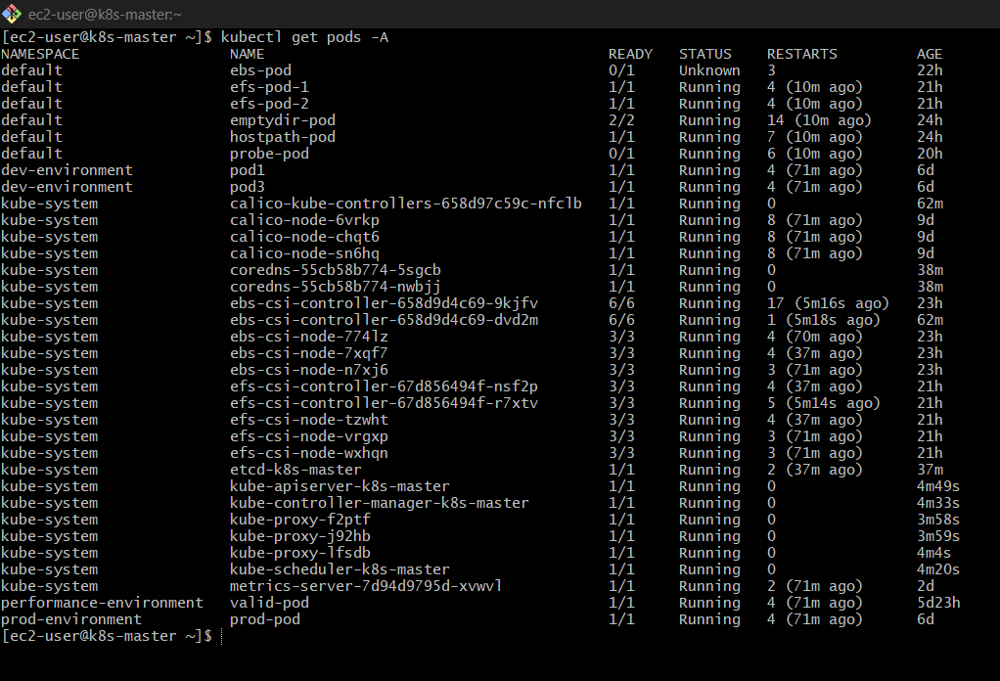 ec2-user@k8s-master:~
[ec2-user@k8s-master ~]$ kubectl get pods -A
NAMESPACE NAME READY STATUS RESTARTS AGE
default ebs-pod 0/1 Unknown 3 22h
default efs-pod-1 1/1 Running 4 (10m ago) 21h
default efs-pod-2 1/1 Running 4 (10m ago) 21h
default emptydir-pod 2/2 Running 14 (10m ago) 24h
default hostpath-pod 1/1 Running 7 (10m ago) 24h
default probe-pod 0/1 Running 6 (10m ago) 20h
dev-environment pod1 1/1 Running 4 (71m ago) 6d
dev-environment pod3 1/1 Running 4 (71m ago) 6d
kube-system calico-kube-controllers-658d97c59c-nfclb 1/1 Running 0 62m
kube-system calico-node-6vrkp 1/1 Running 8 (71m ago) 9d
kube-system calico-node-chqt6 1/1 Running 8 (71m ago) 9d
kube-system calico-node-sn6hq 1/1 Running 8 (71m ago) 9d
kube-system coredns-55cb58b774-5sgcb 1/1 Running 0 38m
kube-system coredns-55cb58b774-nwbjj 1/1 Running 0 38m
kube-system ebs-csi-controller-658d9d4c69-9kjfv 6/6 Running 17 (5m16s ago) 23h
kube-system ebs-csi-controller-658d9d4c69-dvd2m 6/6 Running 1 (5m18s ago) 62m
kube-system ebs-csi-node-774lz 3/3 Running 4 (70m ago) 23h
kube-system ebs-csi-node-7xqf7 3/3 Running 4 (37m ago) 23h
kube-system ebs-csi-node-n7xj6 3/3 Running 3 (71m ago) 23h
kube-system efs-csi-controller-67d856494f-nsf2p 3/3 Running 4 (37m ago) 21h
kube-system efs-csi-controller-67d856494f-r7xtv 3/3 Running 5 (5m14s ago) 21h
kube-system efs-csi-node-tzwht 3/3 Running 4 (37m ago) 21h
kube-system efs-csi-node-vrgxp 3/3 Running 3 (71m ago) 21h
kube-system efs-csi-node-wxhqn 3/3 Running 3 (71m ago) 21h
kube-system etcd-k8s-master 1/1 Running 2 (37m ago) 37m
kube-system kube-apiserver-k8s-master 1/1 Running 0 4m49s
kube-system kube-controller-manager-k8s-master 1/1 Running 0 4m33s
kube-system kube-proxy-f2ptf 1/1 Running 0 3m58s
kube-system kube-proxy-j92hb 1/1 Running 0 3m59s
kube-system kube-proxy-lfsdb 1/1 Running 0 4m4s
kube-system kube-scheduler-k8s-master 1/1 Running 0 4m20s
kube-system metrics-server-7d94d9795d-xvwvl 1/1 Running 2 (71m ago) 2d
performance-environment valid-pod 1/1 Running 4 (71m ago) 5d23h
prod-environment prod-pod 1/1 Running 4 (71m ago) 6d
[ec2-user@k8s-master ~]$